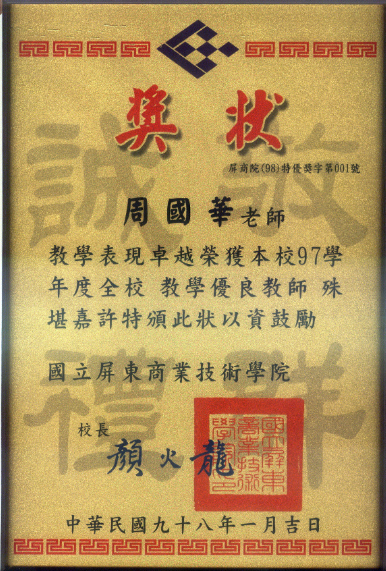 獎狀
屏商院(98)特優獎字第001號
周國華老師
教學表現卓越榮獲本校97學
年度全校 教學優良教師 殊
堪嘉許特頒此狀以資鼓勵
國立屏東商業技術學院
校長
顏火龍
中華民國九十八年一月吉日